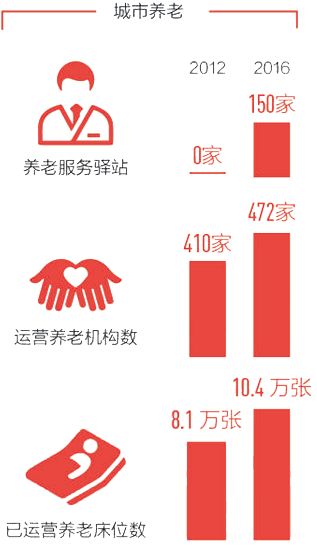 城市养老
2012 2016
150家
0家
养老服务驿站
472家
410家
运营养老机构数
10.4 万张
8.1 万张
已运营养老床位数